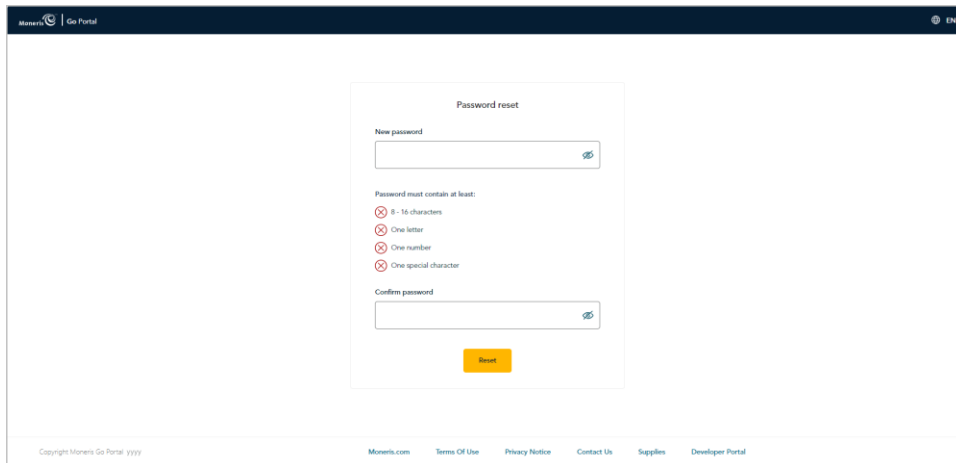 Moneris Go Portal EN
Password reset
New password
Password must contain at least:
8 - 16 characters
One letter
One number
One special character
Confirm password
Reset
Copyright Moneris Go Portal yyyy Moneris.com Terms Of Use Privacy Notice Contact Us Supplies Developer Portal